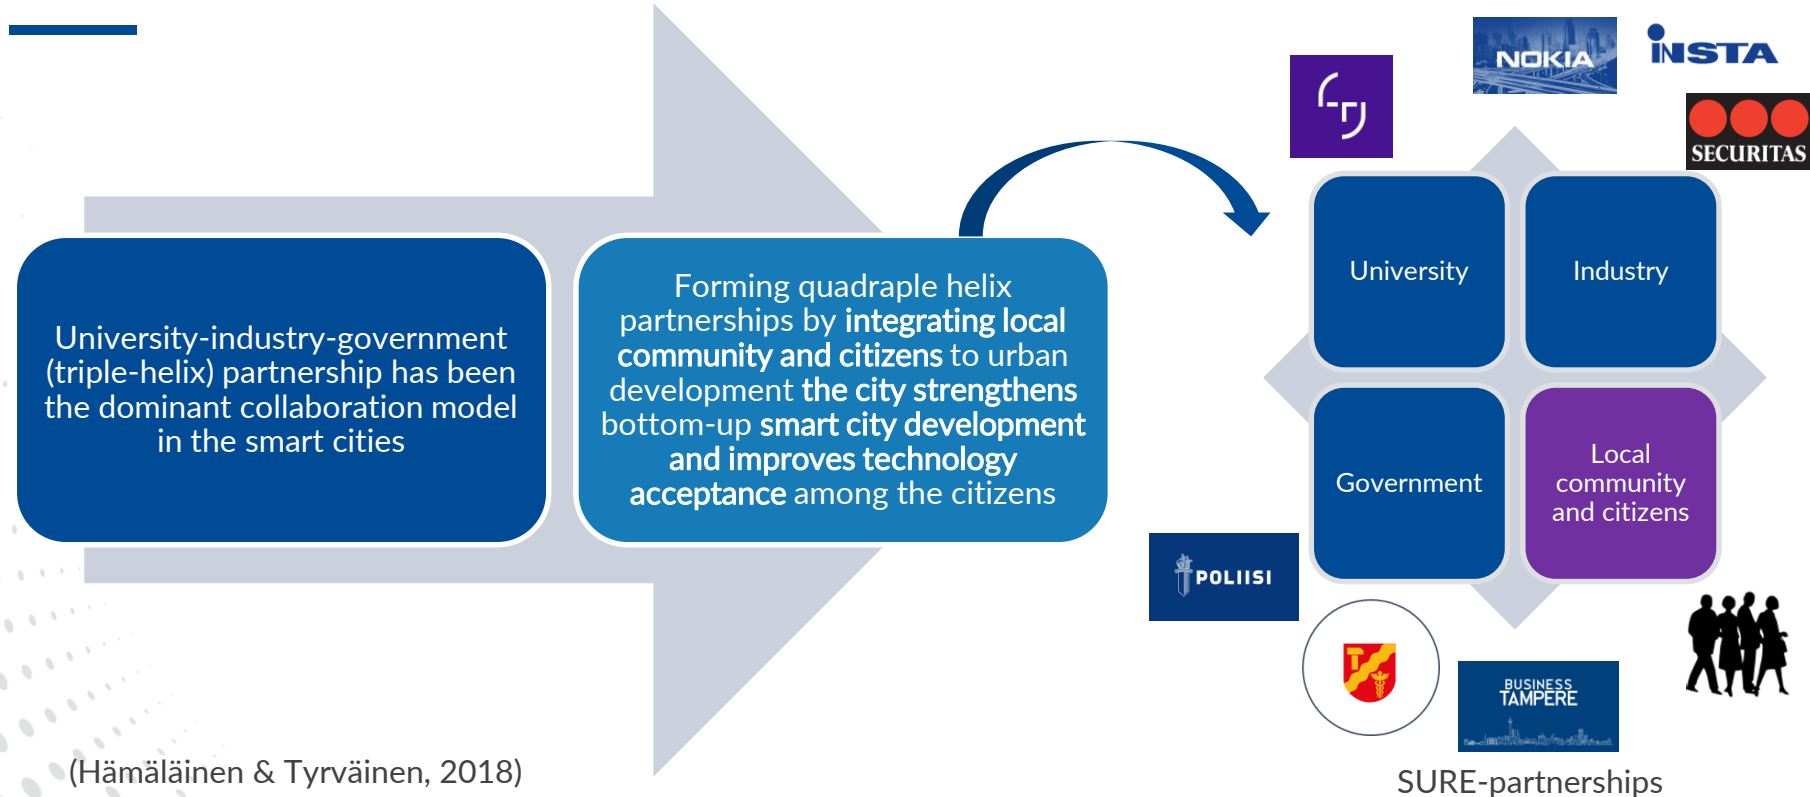 University-industry-government
(triple-helix) partnership has been
the dominant collaboration model
in the smart cities
Forming quadraple helix
partnerships by integrating local
community and citizens to urban
development the city strengthens
bottom-up smart city development
and improves technology
acceptance among the citizens
NOKIA
INSTA
SECURITAS
University
Industry
Government
Local
community
and citizens
POLIISI
BUSINESS
TAMPERE
(Hämäläinen & Tyrväinen, 2018)
SURE-partnerships